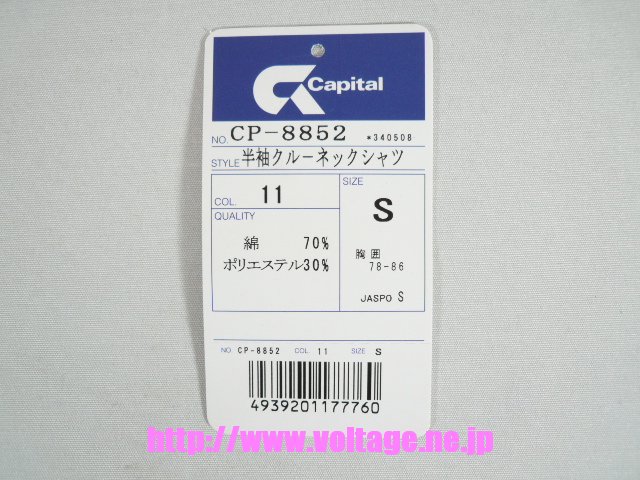 Capital
NO. CP-8852 *340508
STYLE 半袖クルーネックシャツ
COL. 11
QUALITY
綿 70%
ポリエステル30%
SIZE
S
胸囲
78-86
JASPO S
NO. CP-8852 COL. 11 SIZE S
4939201177760
http://www.voltage.ne.jp